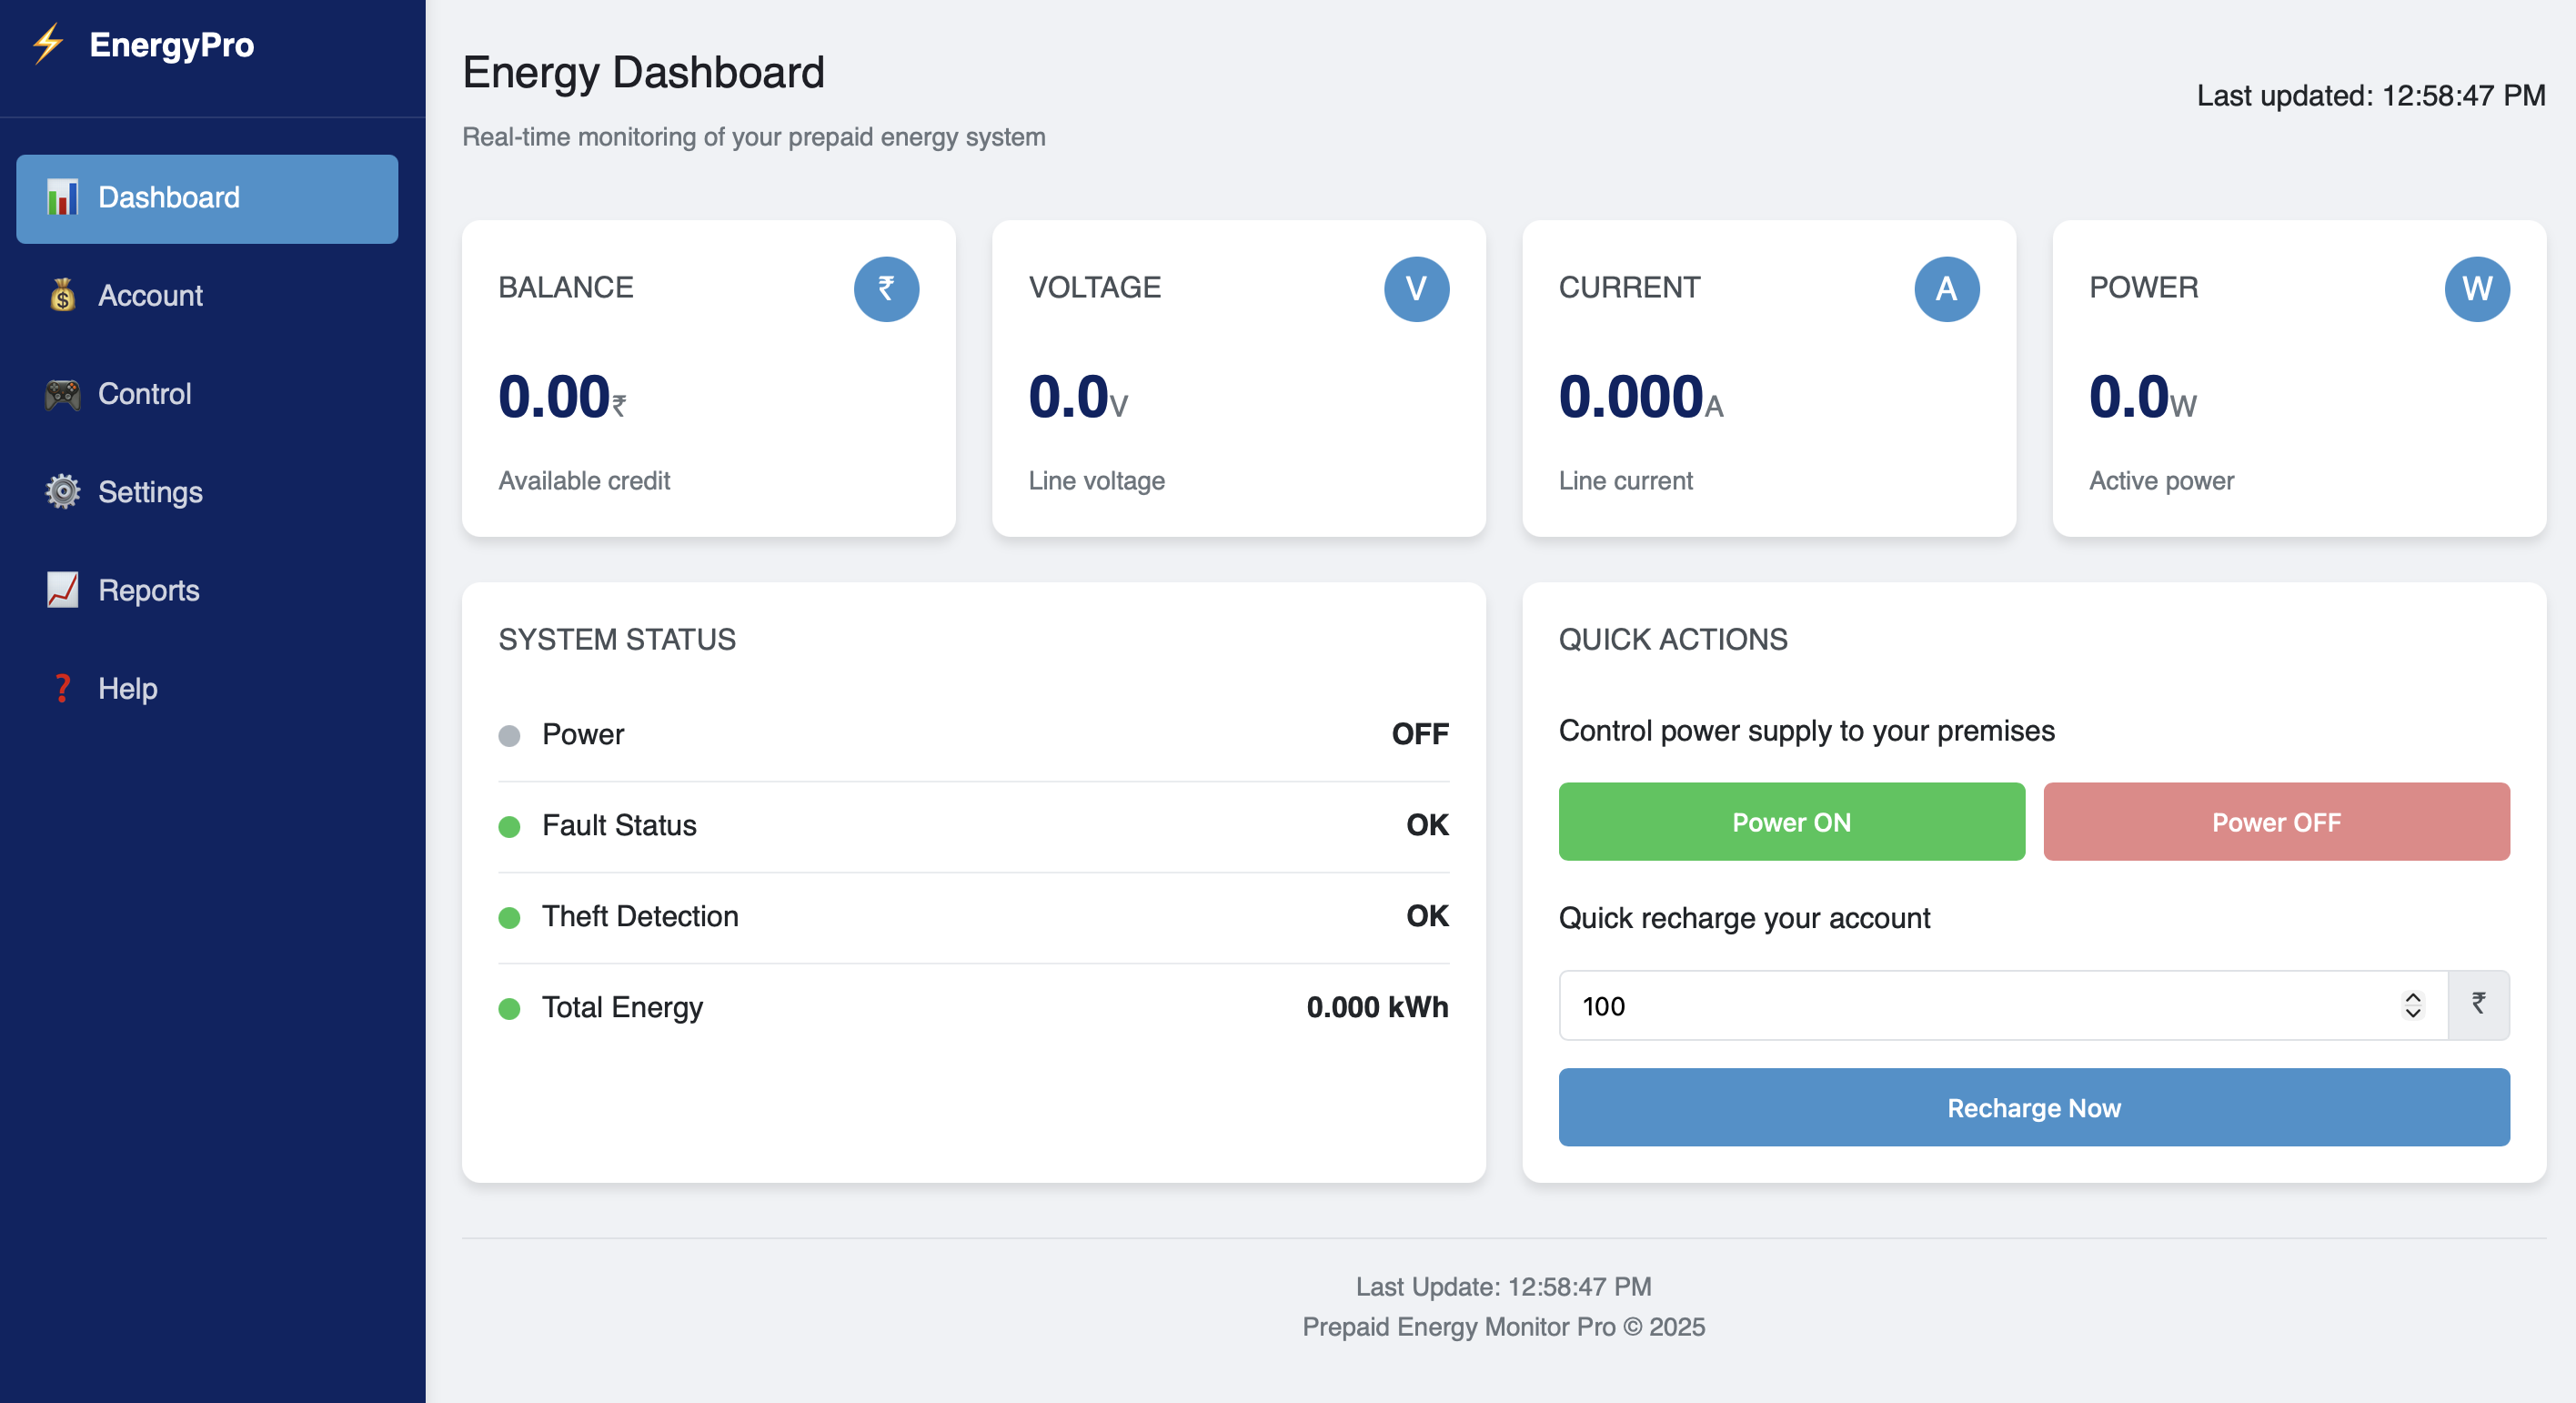 EnergyPro
Dashboard
Account
Control
Settings
Reports
Help
Energy Dashboard
Real-time monitoring of your prepaid energy system
Last updated: 12:58:47 PM
BALANCE
₹
0.00₹
Available credit
VOLTAGE
V
0.0V
Line voltage
CURRENT
A
0.000A
Line current
POWER
W
0.0W
Active power
SYSTEM STATUS
Power OFF
Fault Status OK
Theft Detection OK
Total Energy 0.000 kWh
QUICK ACTIONS
Control power supply to your premises
Power ON Power OFF
Quick recharge your account
100 ₹
Recharge Now
Last Update: 12:58:47 PM
Prepaid Energy Monitor Pro © 2025